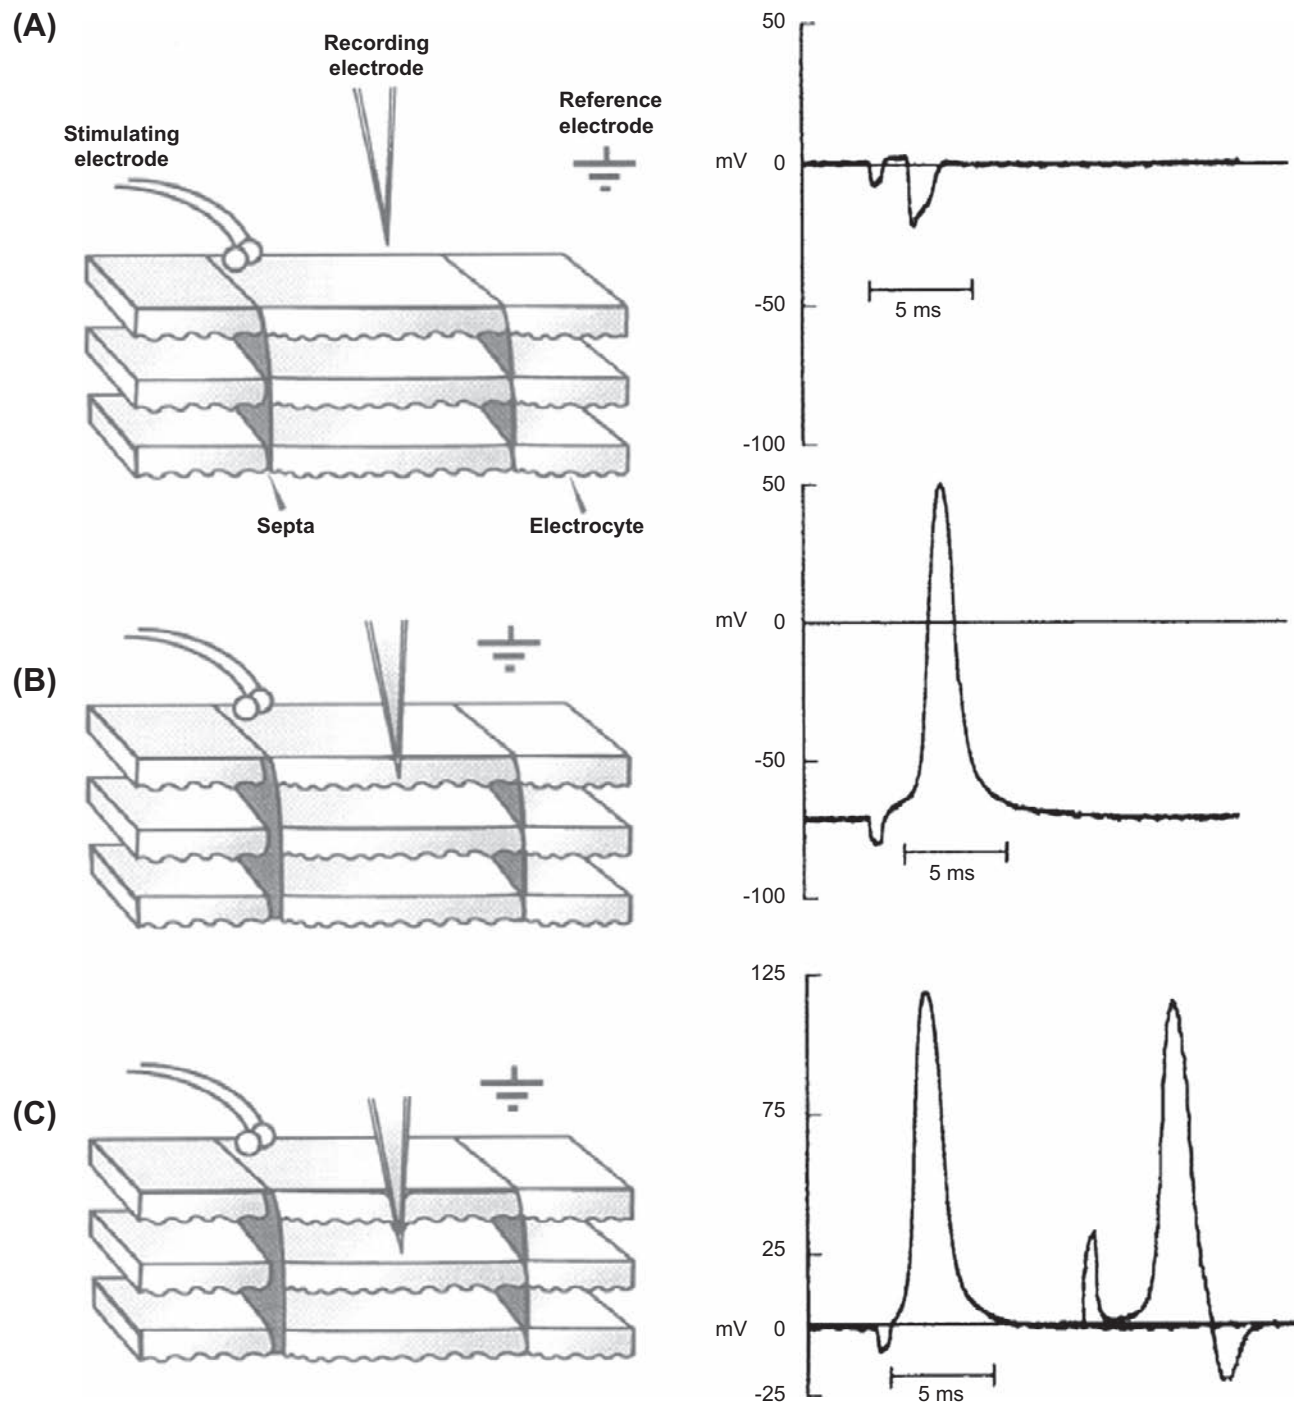 (A)
Recording
electrode
Reference
electrode
Stimulating
electrode
Septa
Electrocyte
50
mV 0
5 ms
-50
-100
(B)
50
mV 0
-50
5 ms
-100
(C)
125
75
25
mV 0
5 ms
-25